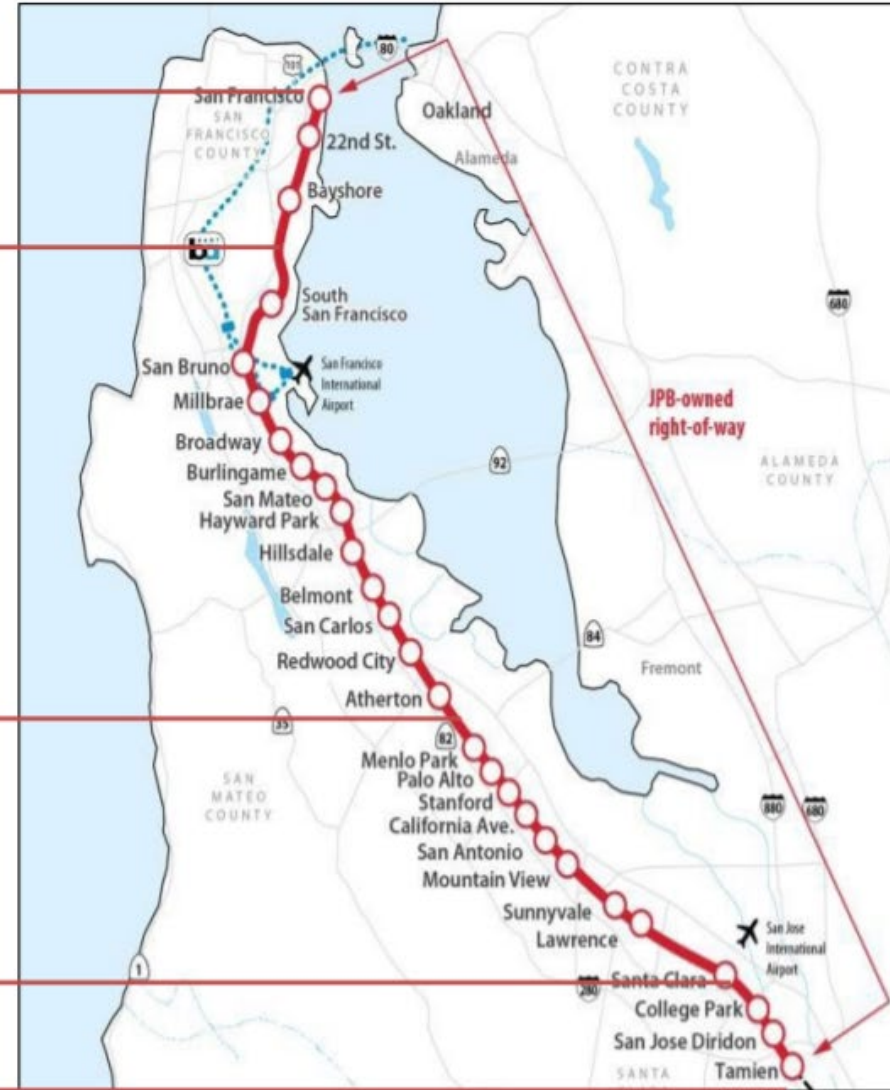 80
101
San Francisco
CONTRA
COSTA
COUNTY
SAN
FRANCISCO
COUNTY
Oakland
22nd St.
Alameda
Bayshore
ba
680
South
San Francisco
San Bruno
San Francisco
International
Airport
Millbrae
JPB-owned
right-of-way
Broadway
92
ALAMEDA
COUNTY
Burlingame
San Mateo
Hayward Park
Hillsdale
Belmont
San Carlos
84
Redwood City
Fremont
Atherton
35
82
Menlo Park
Palo Alto
SAN
MATEO
COUNTY
Stanford
880
680
California Ave.
San Antonio
Mountain View
Sunnyvale
Lawrence
San Jose
International
Airport
1
280
Santa Clara
College Park
San Jose Diridon
Tamien
SANTA